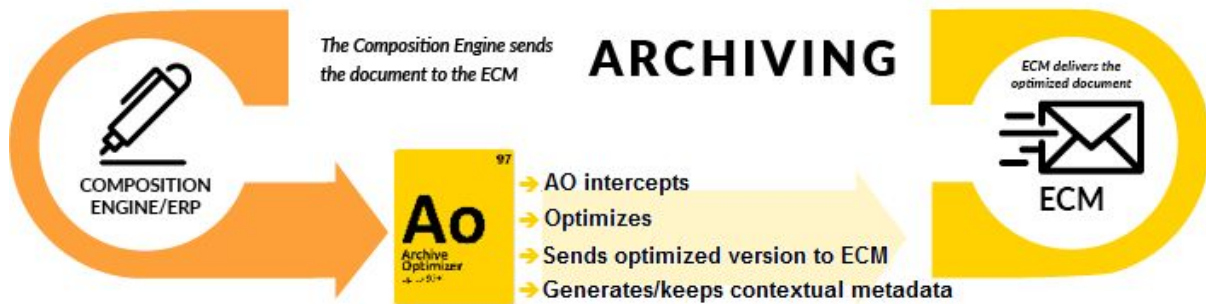 The Composition Engine sends
the document to the ECM
ARCHIVING
ECM delivers the
optimized document
COMPOSITION
ENGINE/ERP
ECM
97
Ao
Archive
Optimizer
AO intercepts
Optimizes
Sends optimized version to ECM
Generates/keeps contextual metadata